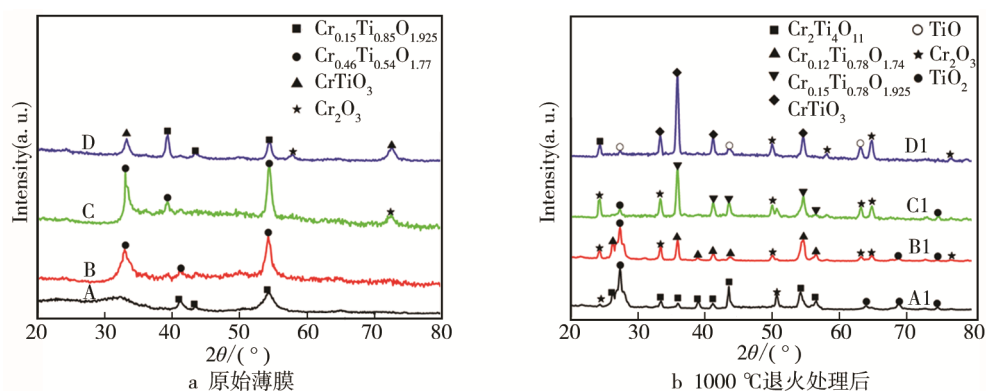 Intensity(a. u.)
■ Cr0.15Ti0.85O1.925
● Cr0.46Ti0.54O1.77
▲ CrTiO3
★ Cr2O3
D
C
B
A
20 30 40 50 60 70 80
2θ/(°)
a 原始薄膜
Intensity(a. u.)
■ Cr2Ti4O11
▲ Cr0.12Ti0.78O1.74
▼ Cr0.15Ti0.78O1.925
◆ CrTiO3
○ TiO
★ Cr2O3
● TiO2
D1
C1
B1
A1
20 30 40 50 60 70 80
2θ/(°)
b 1000 ℃退火处理后